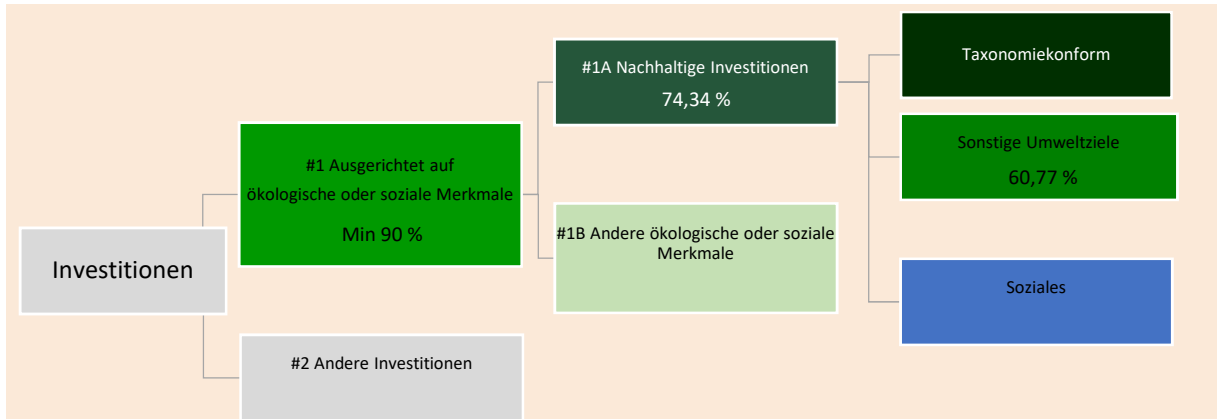 Investitionen
#1 Ausgerichtet auf
ökologische oder soziale Merkmale
Min 90 %
#2 Andere Investitionen
#1A Nachhaltige Investitionen
74,34 %
#1B Andere ökologische oder soziale
Merkmale
Taxonomiekonform
Sonstige Umweltziele
60,77 %
Soziales